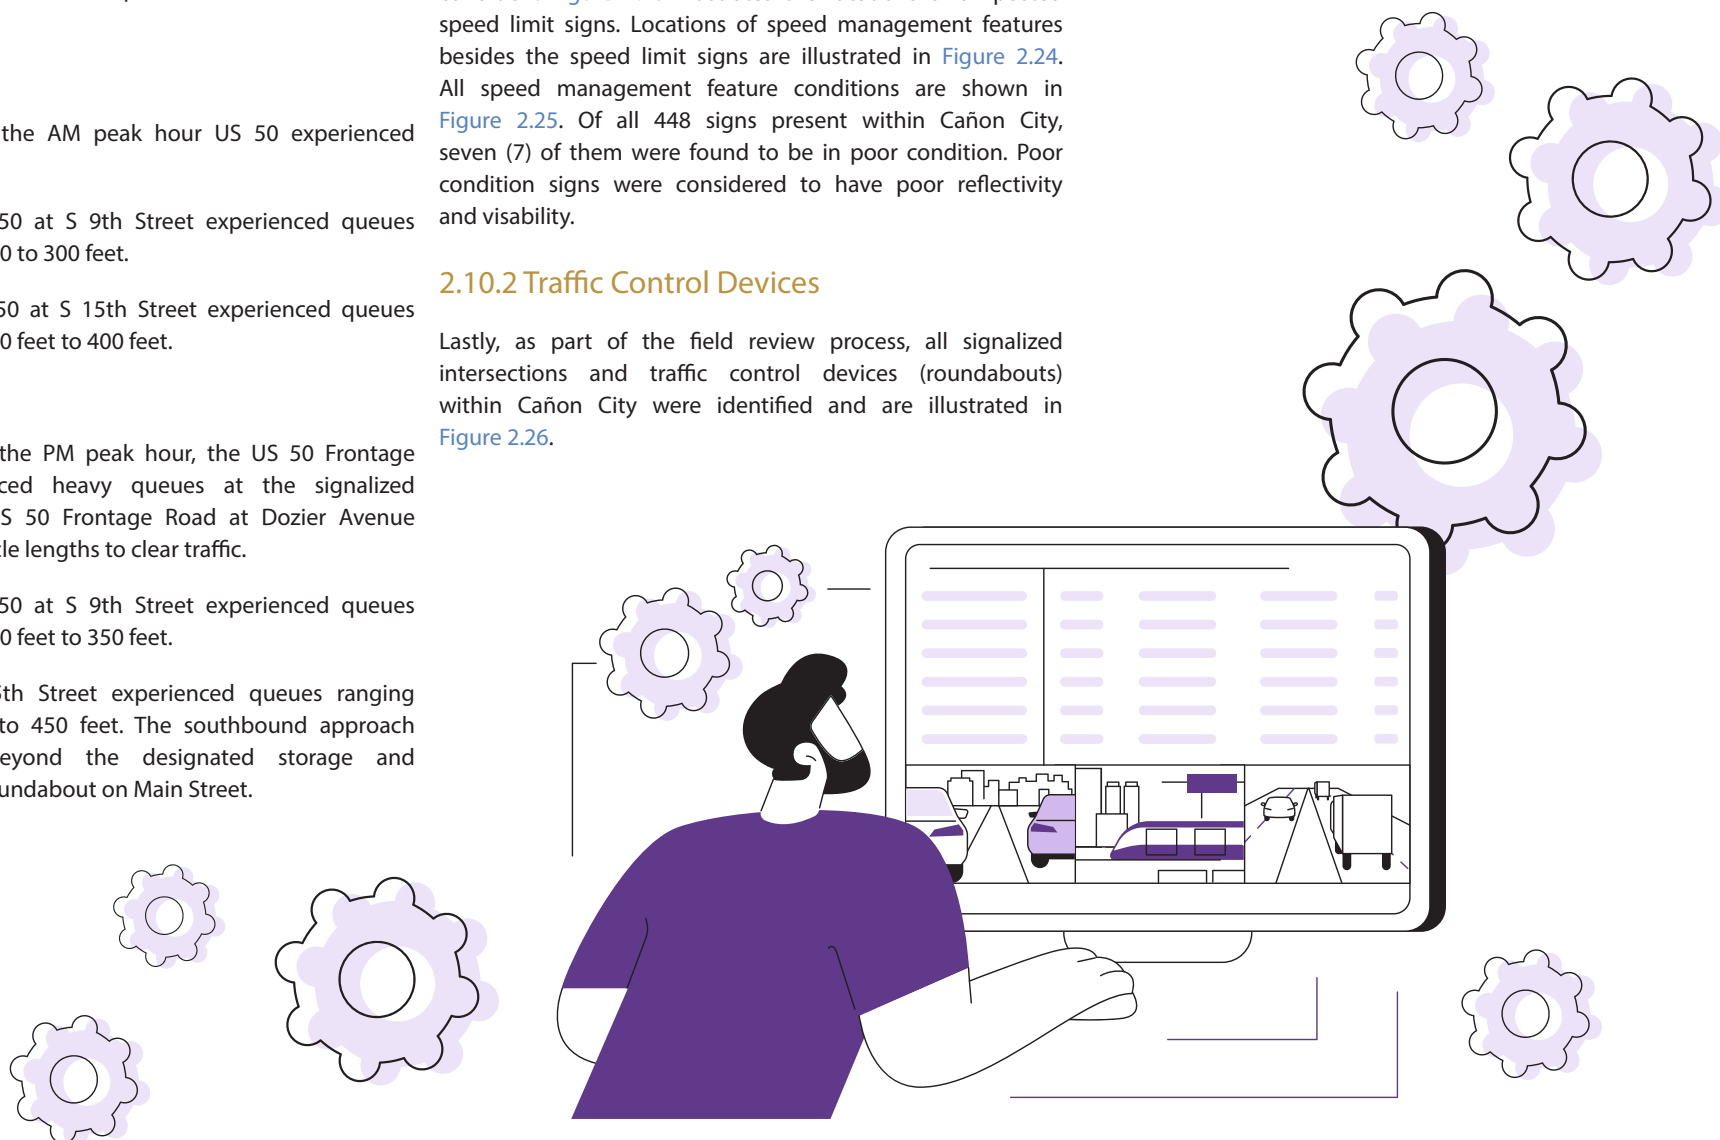 the AM peak hour US 50 experienced
50 at S 9th Street experienced queues
0 to 300 feet.
50 at S 15th Street experienced queues
0 feet to 400 feet.
the PM peak hour, the US 50 Frontage
ced heavy queues at the signalized
S 50 Frontage Road at Dozier Avenue
cle lengths to clear traffic.
50 at S 9th Street experienced queues
0 feet to 350 feet.
5th Street experienced queues ranging
to 450 feet. The southbound approach
eyond the designated storage and
undabout on Main Street.
speed limit signs. Locations of speed management features
besides the speed limit signs are illustrated in Figure 2.24.
All speed management feature conditions are shown in
Figure 2.25. Of all 448 signs present within Cañon City,
seven (7) of them were found to be in poor condition. Poor
condition signs were considered to have poor reflectivity
and visability.
2.10.2 Traffic Control Devices
Lastly, as part of the field review process, all signalized
intersections and traffic control devices (roundabouts)
within Cañon City were identified and are illustrated in
Figure 2.26.